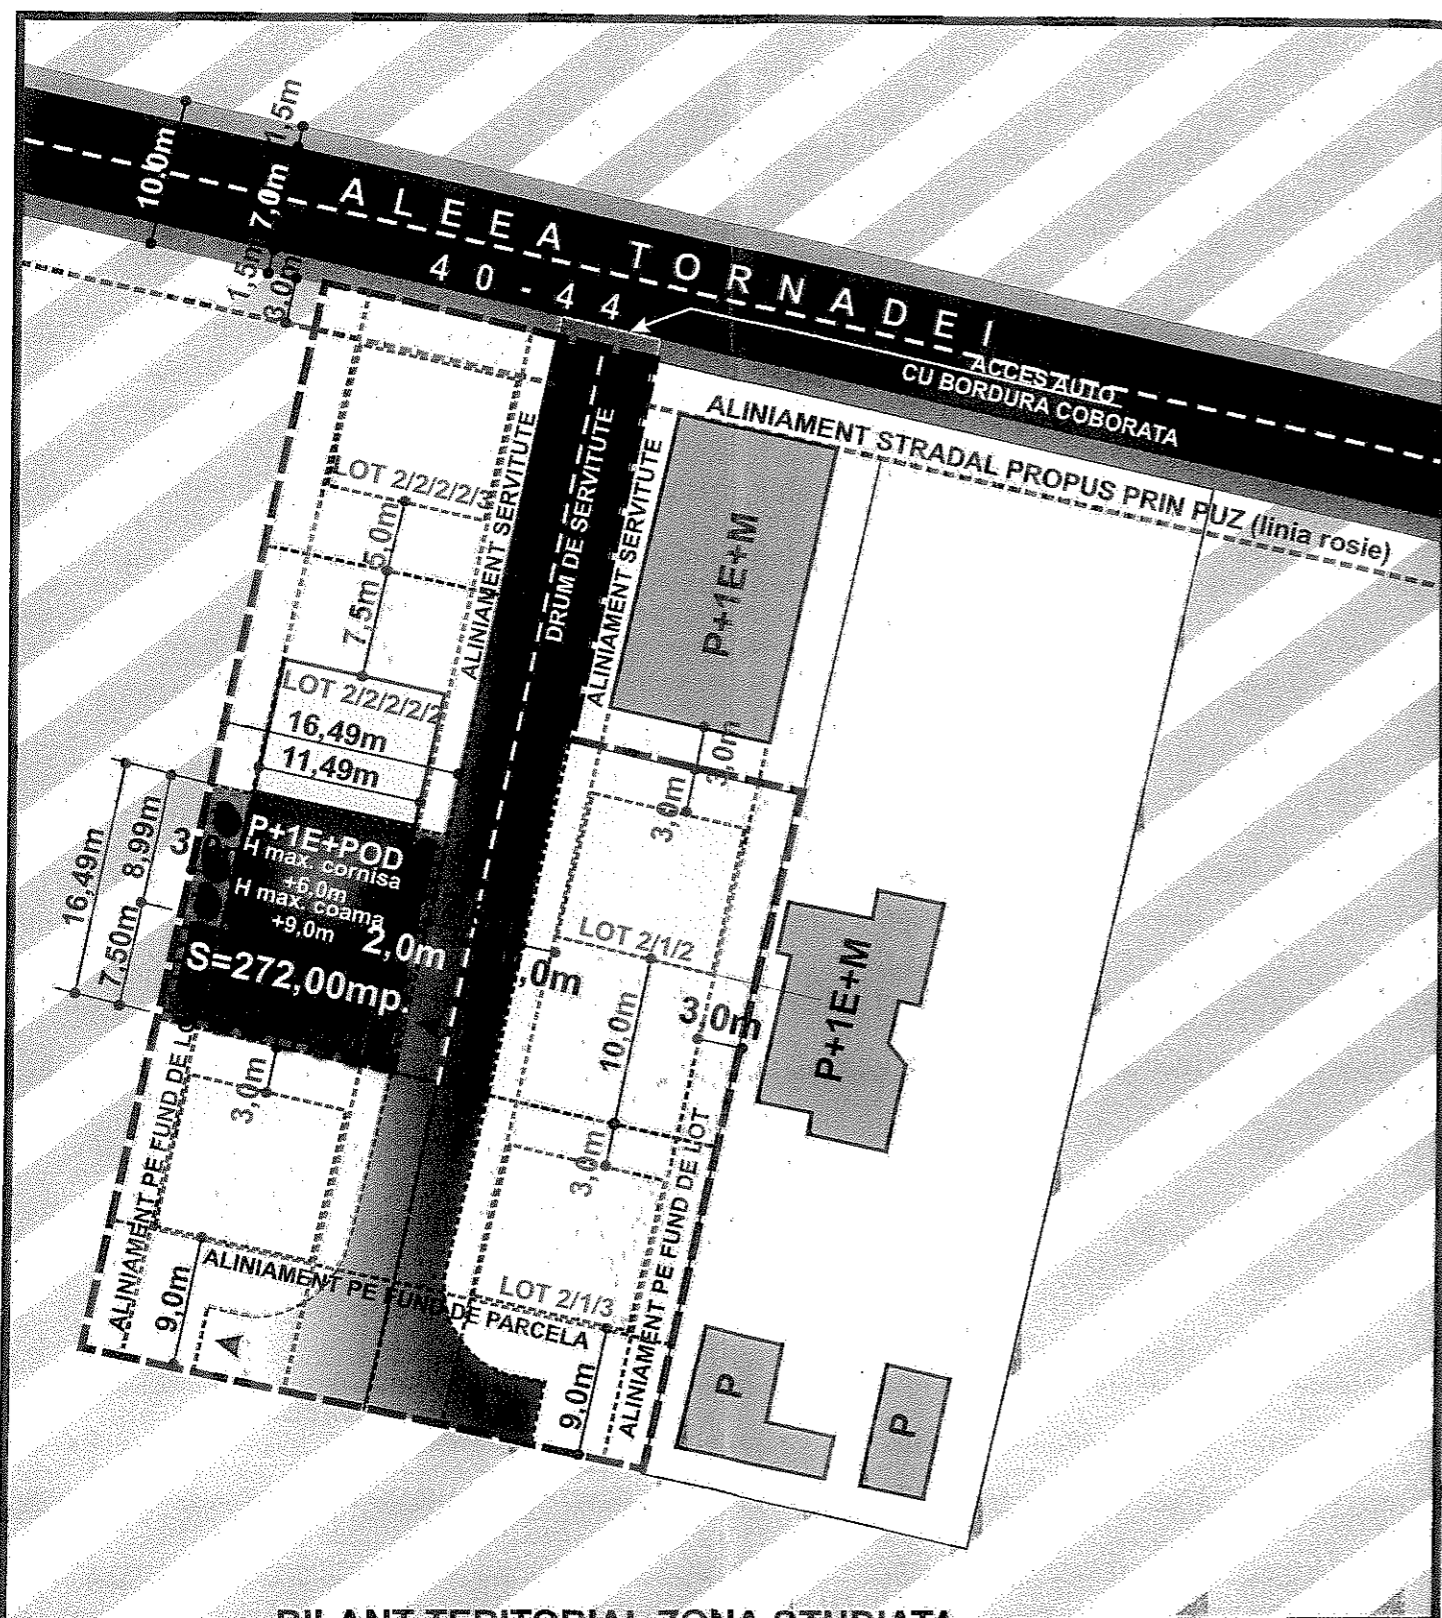 10,0m
1,5m
7,0m
1,5m
3,0m
ALEEA TORNADEI
40-44
ACCES AUTO
CU BORDURA COBORATA
ALINIAMENT STRADAL PROPUS PRIN PUZ (linia rosie)
LOT 2/2/2/2/3
5,0m
7,5m
ALINIAMENT SERVITUTE
DRUM DE SERVITUTE
ALINIAMENT SERVITUTE
P+1E+M
LOT 2/2/2/2/2
16,49m
11,49m
3,0m
3,0m
16,49m
8,99m
7,50m
P+1E+POD
H max. cornisa
+6,0m
H max. coama
+9,0m
2,0m
S=272,00mp.
LOT 2/1/2
,0m
10,0m
3,0m
P+1E+M
3,0m
3,0m
ALINIAMENT PE FUND DE
ALINIAMENT PE FUND DE LOT
9,0m
ALINIAMENT PE FUND DE PARCELA
LOT 2/1/3
9,0m
A
P
P
BILANT TERITORIAL ZONA STUDIATA